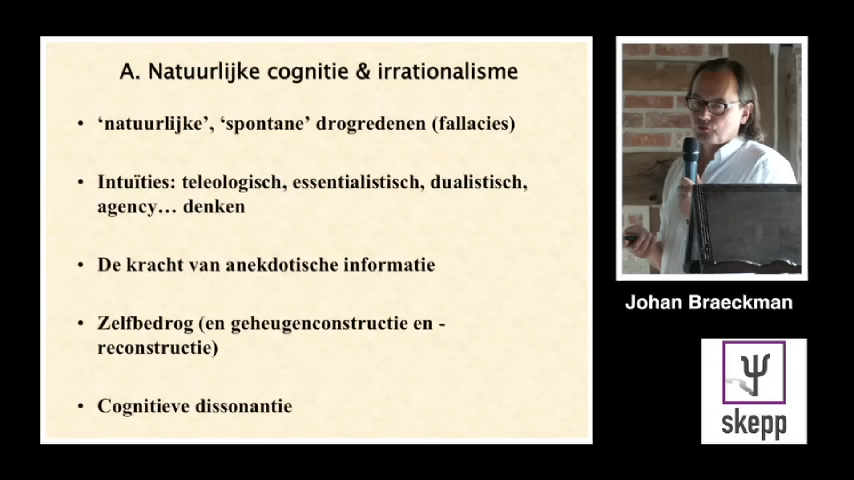 A. Natuurlijke cognitie & irrationalisme
• ‘natuurlijke’, ‘spontane’ drogredenen (fallacies)
• Intuïties: teleologisch, essentialistisch, dualistisch,
agency… denken
• De kracht van anekdotische informatie
• Zelfbedrog (en geheugenconstructie en -
reconstructie)
• Cognitieve dissonantie
Johan Braeckman
skepp